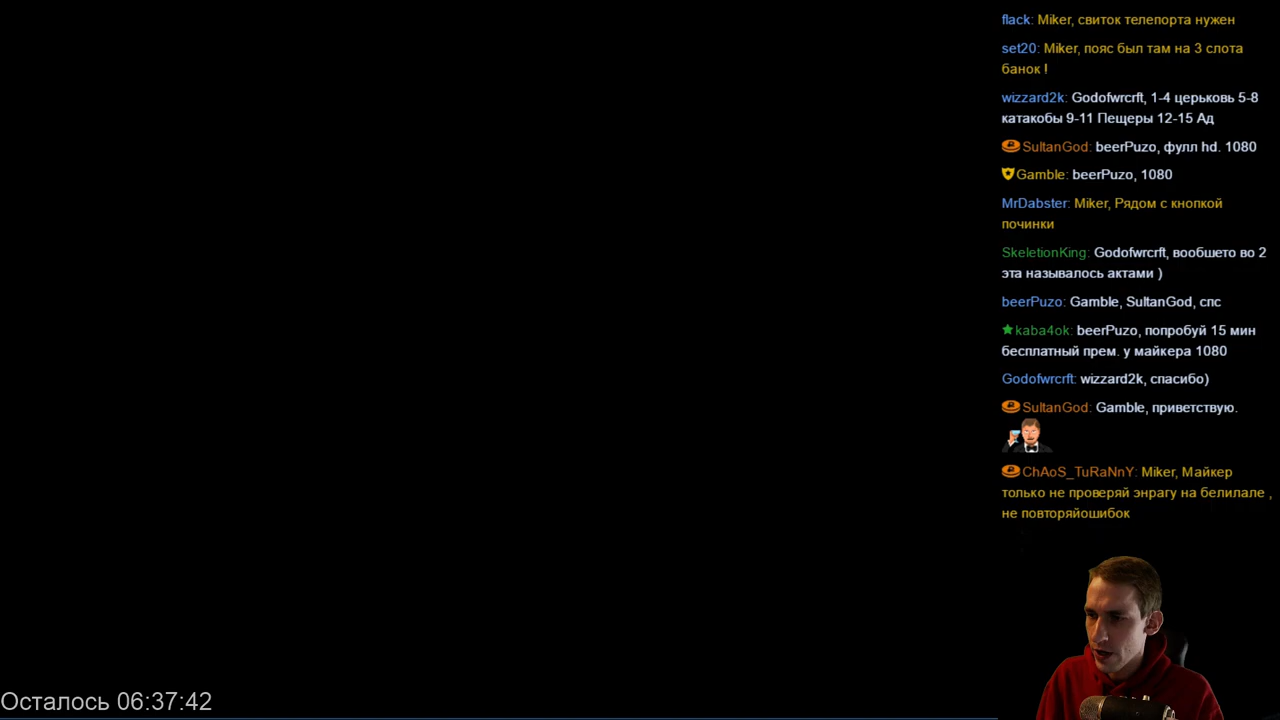 flack: Miker, свиток телепорта нужен
set20: Miker, пояс был там на 3 слота
банок !
wizzard2k: Godofwrcrft, 1-4 церьковь 5-8
катакобы 9-11 Пещеры 12-15 Ад
SultanGod: beerPuzo, фулл hd. 1080
Gamble: beerPuzo, 1080
MrDabster: Miker, Рядом с кнопкой
починки
SkeletionKing: Godofwrcrft, вообшето во 2
эта называлось актами )
beerPuzo: Gamble, SultanGod, спс
kaba4ok: beerPuzo, попробуй 15 мин
бесплатный прем. у майкера 1080
Godofwrcrft: wizzard2k, спасибо)
SultanGod: Gamble, приветствую.
ChAoS_TuRaNnY: Miker, Майкер
только не проверяй энрагу на белилале ,
не повторяйошибок
Осталось 06:37:42